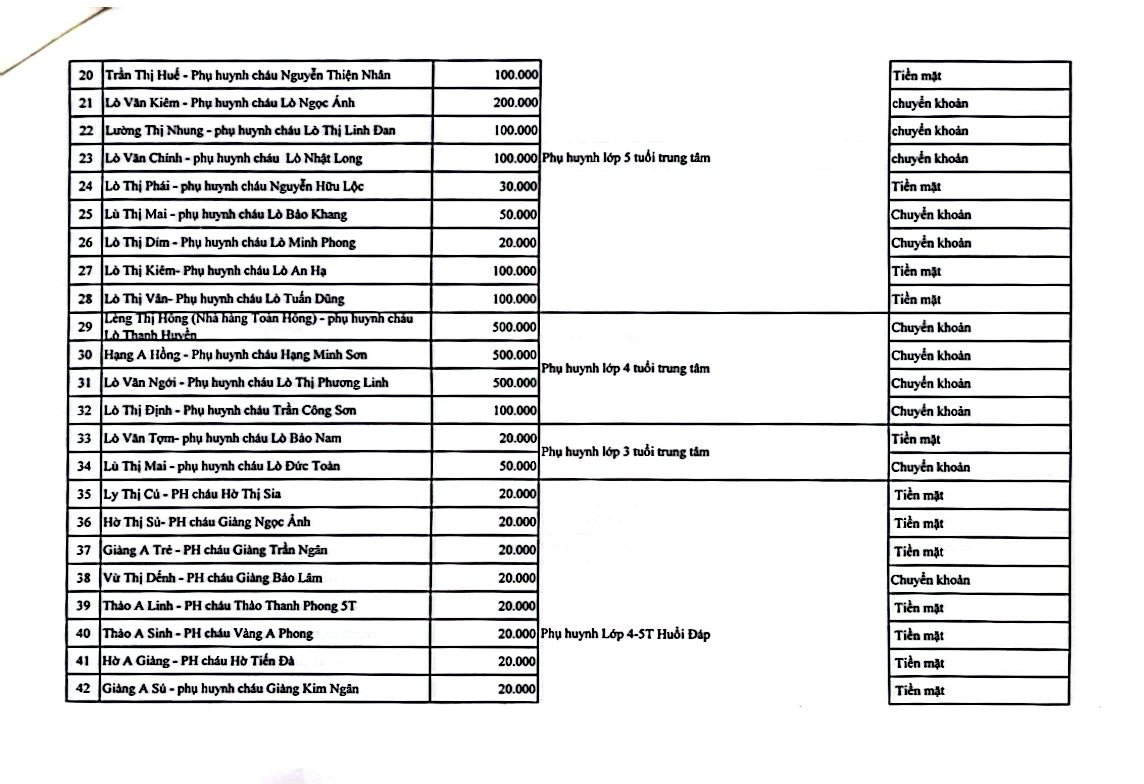 20 Trần Thị Huế - Phụ huynh cháu Nguyễn Thiện Nhân 100.000 Tiền mặt
21 Lò Văn Kiêm - Phụ huynh cháu Lò Ngọc Ánh 200.000 chuyển khoản
22 Lường Thị Nhung - phụ huynh cháu Lò Thị Linh Đan 100.000 chuyển khoản
23 Lò Văn Chính - phụ huynh cháu Lò Nhật Long 100.000 Phụ huynh lớp 5 tuổi trung tâm chuyển khoản
24 Lò Thị Phái - phụ huynh cháu Nguyễn Hữu Lộc 30.000 Tiền mặt
25 Lù Thị Mai - phụ huynh cháu Lò Bảo Khang 50.000 Chuyển khoản
26 Lò Thị Dím - Phụ huynh cháu Lò Minh Phong 20.000 Chuyển khoản
27 Lò Thị Kiêm- Phụ huynh cháu Lò An Hạ 100.000 Tiền mặt
28 Lò Thị Vân- Phụ huynh cháu Lò Tuấn Dũng 100.000 Tiền mặt
29 Lèng Thị Hồng (Nhà hàng Toàn Hồng) - phụ huynh cháu
Lò Thanh Huyền 500.000 Chuyển khoản
30 Hạng A Hồng - Phụ huynh cháu Hạng Minh Sơn 500.000 Chuyển khoản
Phụ huynh lớp 4 tuổi trung tâm
31 Lò Văn Ngới - Phụ huynh cháu Lò Thị Phương Linh 500.000 Chuyển khoản
32 Lò Thị Định - Phụ huynh cháu Trần Công Sơn 100.000 Chuyển khoản
33 Lò Văn Tợm- phụ huynh cháu Lò Bảo Nam 20.000 Tiền mặt
Phụ huynh lớp 3 tuổi trung tâm
34 Lù Thị Mai - phụ huynh cháu Lò Đức Toàn 50.000 Chuyển khoản
35 Ly Thị Cú - PH cháu Hờ Thị Sia 20.000 Tiền mặt
36 Hờ Thị Sủ- PH cháu Giàng Ngọc Ánh 20.000 Tiền mặt
37 Giàng A Trẻ - PH cháu Giàng Trần Ngân 20.000 Tiền mặt
38 Vừ Thị Dếnh - PH cháu Giàng Bảo Lâm 20.000 Chuyển khoản
39 Thào A Linh - PH cháu Thào Thanh Phong 5T 20.000 Tiền mặt
40 Thào A Sinh - PH cháu Vàng A Phong 20.000 Phụ huynh Lớp 4-5T Huổi Đáp Tiền mặt
41 Hờ A Giàng - PH cháu Hờ Tiến Đà 20.000 Tiền mặt
42 Giàng A Sú - phụ huynh cháu Giàng Kim Ngân 20.000 Tiền mặt